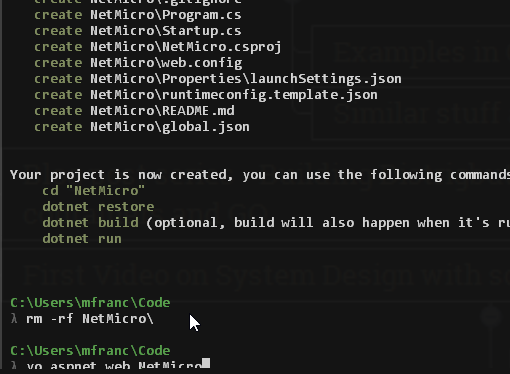 create NetMicro\.gitignore
create NetMicro\Program.cs
create NetMicro\Startup.cs
create NetMicro\NetMicro.csproj
create NetMicro\web.config
create NetMicro\Properties\launchSettings.json
create NetMicro\runtimeconfig.template.json
create NetMicro\README.md
create NetMicro\global.json
Examples in
Similar stuff
Your project is now created, you can use the following commands
cd "NetMicro"
dotnet restore
dotnet build (optional, build will also happen when it's ru
dotnet run
First Video on System Design with s
C:\Users\mfranc\Code
λ rm -rf NetMicro\
C:\Users\mfranc\Code
λ yo aspnet web NetMicro